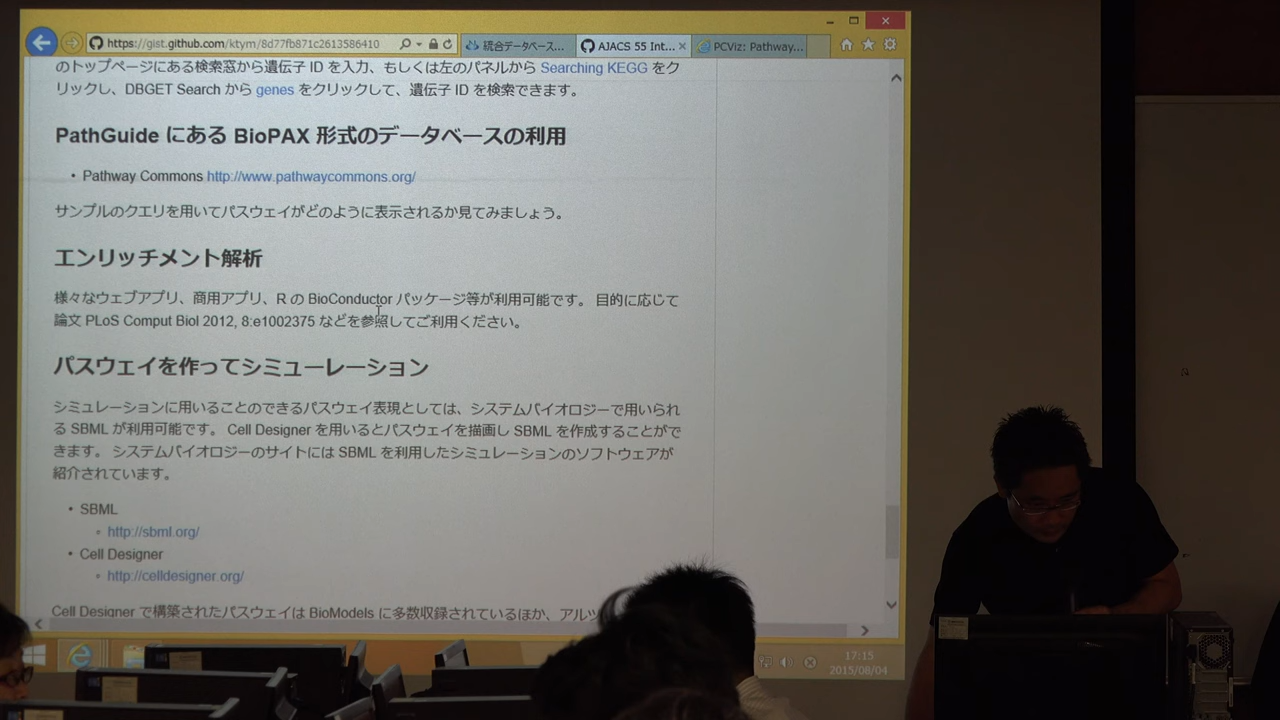 https://gist.github.com/ktym/8d77fb871c2613586410
統合データベース...
AJACS 55 Int...
PCViz: Pathway...
のトップページにある検索窓から遺伝子 ID を入力、もしくは左のパネルから Searching KEGG をク
リックし、DBGET Search から genes をクリックして、遺伝子 ID を検索できます。
PathGuide にある BioPAX 形式のデータベースの利用
• Pathway Commons http://www.pathwaycommons.org/
サンプルのクエリを用いてパスウェイがどのように表示されるか見てみましょう。
エンリッチメント解析
様々なウェブアプリ、商用アプリ、R の BioConductor パッケージ等が利用可能です。 目的に応じて
論文 PLoS Comput Biol 2012, 8:e1002375 などを参照してご利用ください。
パスウェイを作ってシミューレーション
シミュレーションに用いることのできるパスウェイ表現としては、システムバイオロジーで用いられ
る SBML が利用可能です。 Cell Designer を用いるとパスウェイを描画し SBML を作成することがで
きます。 システムバイオロジーのサイトには SBML を利用したシミュレーションのソフトウェアが
紹介されています。
• SBML
◦ http://sbml.org/
• Cell Designer
◦ http://celldesigner.org/
Cell Designer で構築されたパスウェイは BioModels に多数収録されているほか、アルッ
17:15
2015/08/04